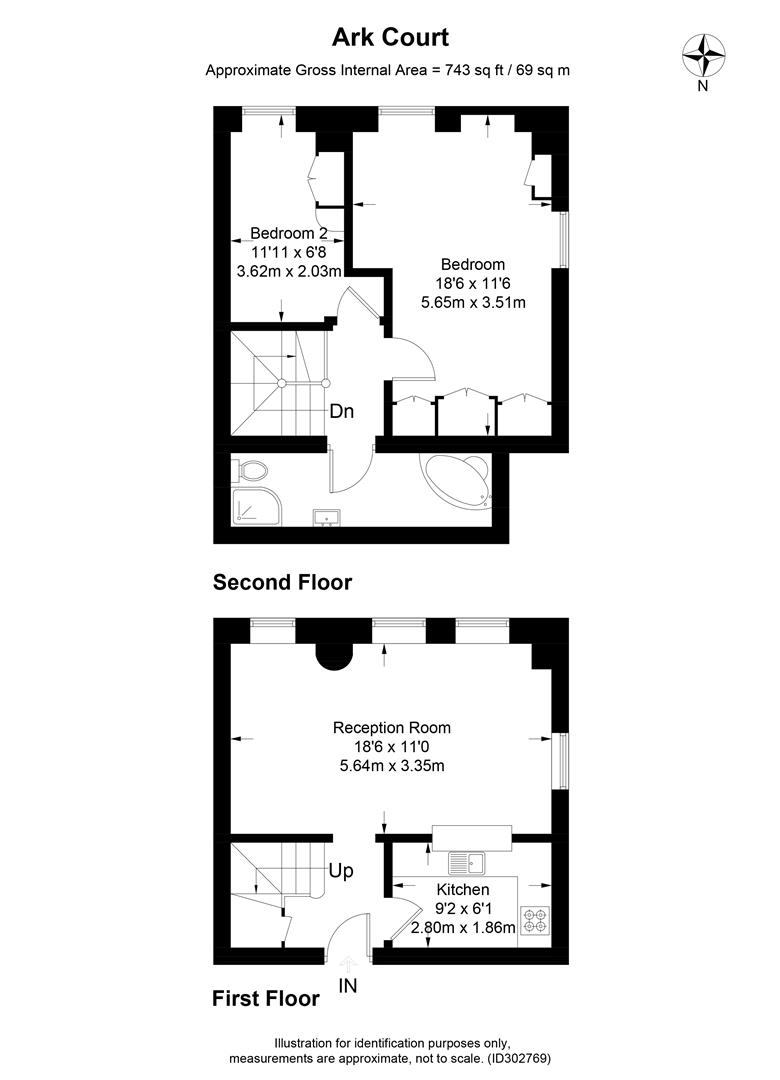 Ark Court
Approximate Gross Internal Area = 743 sq ft / 69 sq m
N
Bedroom 2
11'11 x 6'8
3.62m x 2.03m
Bedroom
18'6 x 11'6
5.65m x 3.51m
Dn
Second Floor
Reception Room
18'6 x 11'0
5.64m x 3.35m
Up
Kitchen
9'2 x 6'1
2.80m x 1.86m
IN
First Floor
Illustration for identification purposes only,
measurements are approximate, not to scale. (ID302769)